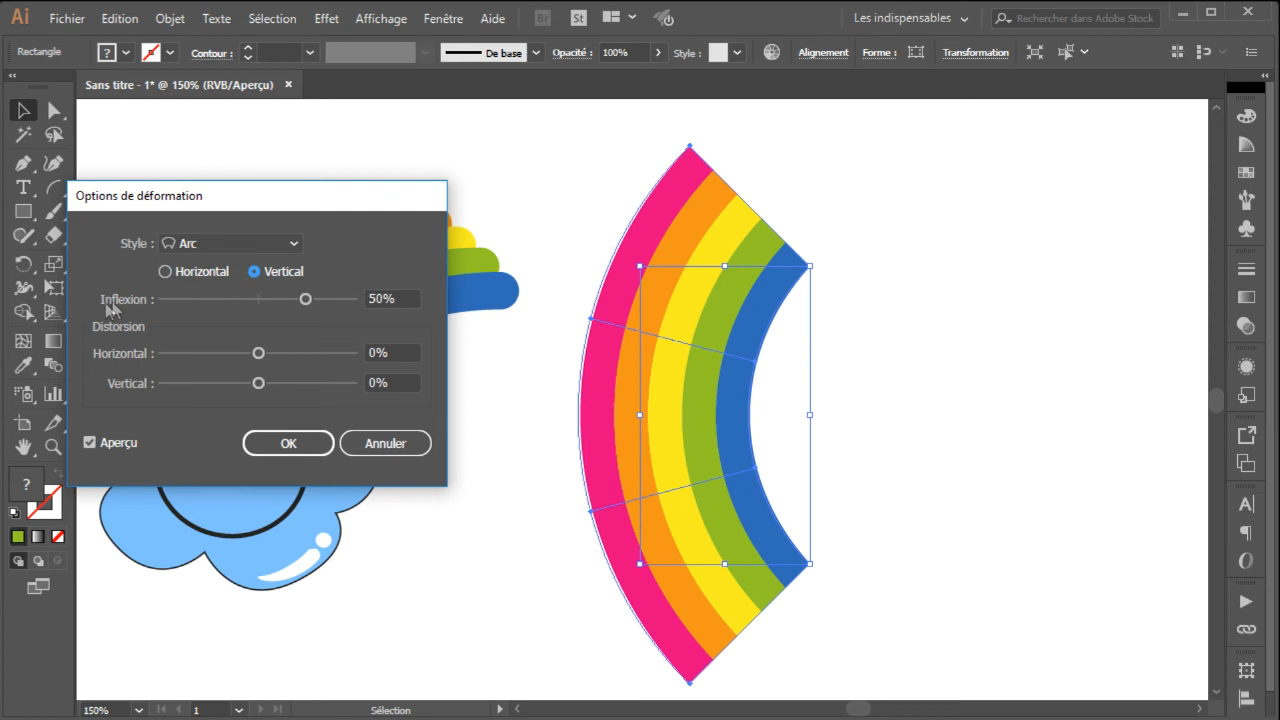 Ai Fichier Edition Objet Texte Sélection Effet Affichage Fenêtre Aide Br St Les indispensables Rechercher dans Adobe Stock
Rectangle ? Contour : De base Opacité : 100% Style : Alignement Forme : Transformation
Sans titre - 1* @ 150% (RVB/Aperçu)
Options de déformation
Style : Arc
Horizontal Vertical
Inflexion : 50%
Distorsion
Horizontal : 0%
Vertical : 0%
Aperçu OK Annuler
?
150% 1 Sélection